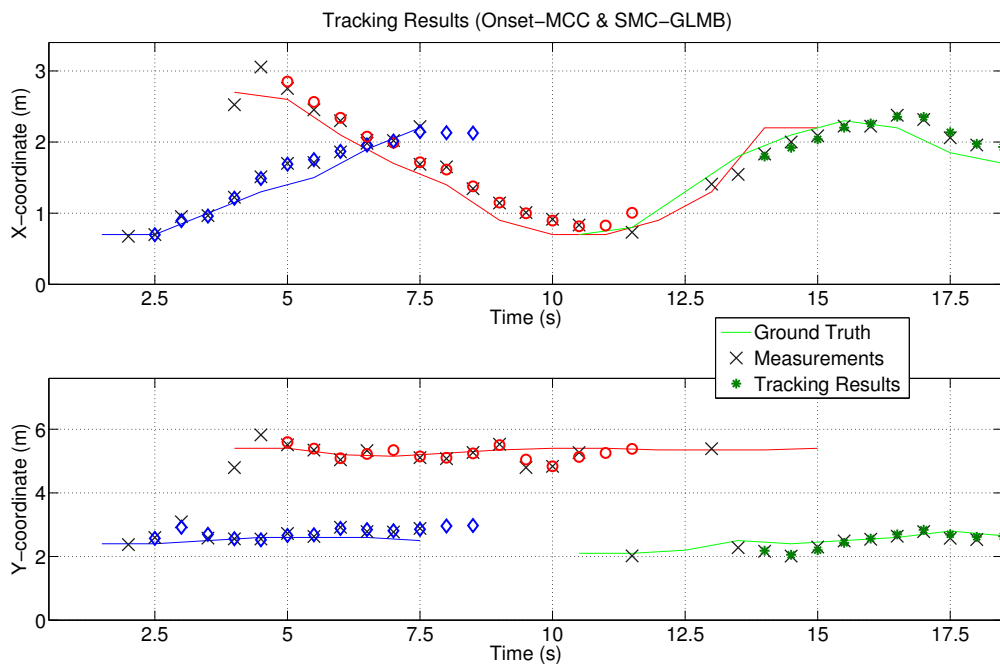 Tracking Results (Onset−MCC & SMC−GLMB)
X−coordinate (m)
3
2
1
0
2.5 5 7.5 10 12.5 15 17.5
Time (s)
Ground Truth
Measurements
Tracking Results
Y−coordinate (m)
6
4
2
0
2.5 5 7.5 10 12.5 15 17.5
Time (s)